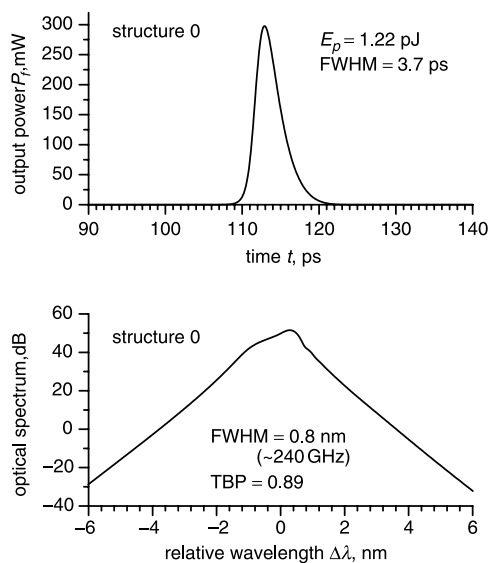 structure 0
E_p = 1.22 pJ
FWHM = 3.7 ps
output power P_f, mW
300
250
200
150
100
50
0
90 100 110 120 130 140
time t, ps
structure 0
optical spectrum, dB
60
40
20
0
−20
−40
FWHM = 0.8 nm
(~240 GHz)
TBP = 0.89
−6 −4 −2 0 2 4 6
relative wavelength Δλ, nm